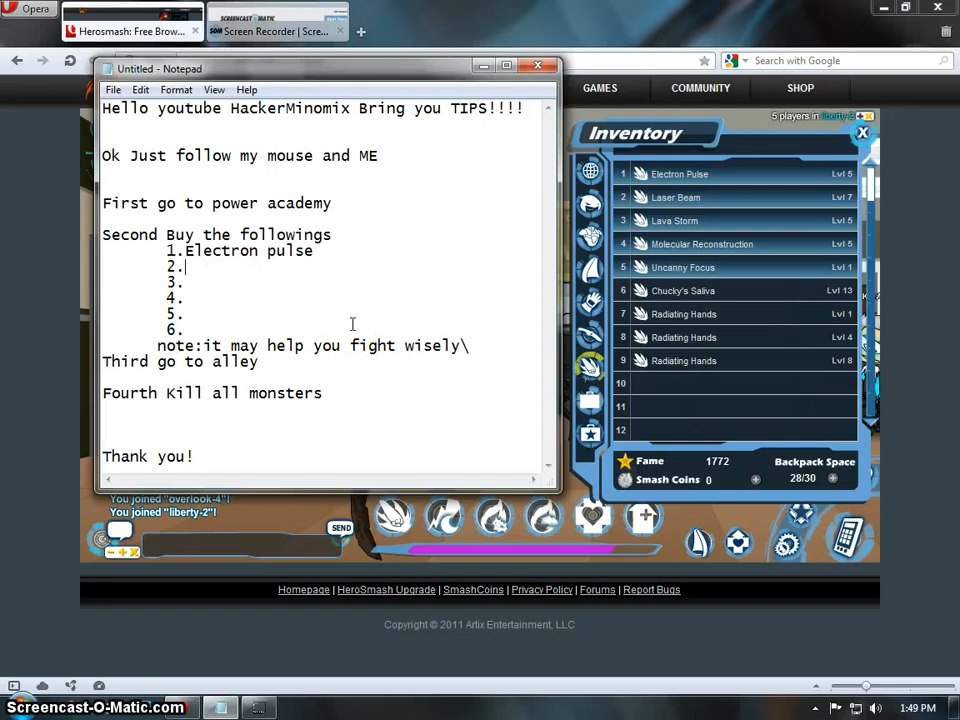 Opera
SCREENCAST-O-MATIC
Herosmash: Free Brow...
SOM Screen Recorder | Scre...
Search with Google
Untitled - Notepad
File Edit Format View Help
Hello youtube HackerMinomix Bring you TIPS!!!!
Ok Just follow my mouse and ME
First go to power academy
Second Buy the followings
1.Electron pulse
2.
3.
4.
5.
6.
note:it may help you fight wisely\
Third go to alley
Fourth Kill all monsters
Thank you!
GAMES COMMUNITY SHOP
5 players in liberty-2
Inventory
1 Electron Pulse Lvl 5
2 Laser Beam Lvl 7
3 Lava Storm Lvl 5
4 Molecular Reconstruction Lvl 5
5 Uncanny Focus Lvl 1
6 Chucky's Saliva Lvl 13
7 Radiating Hands Lvl 1
8 Radiating Hands Lvl 4
9 Radiating Hands Lvl 8
10
11
12
Fame 1772
Smash Coins 0
Backpack Space
28/30
You joined "overlook-4"!
You joined "liberty-2"!
SEND
Homepage | HeroSmash Upgrade | SmashCoins | Privacy Policy | Forums | Report Bugs
Copyright © 2011 Artix Entertainment, LLC
Screencast-O-Matic.com
1:49 PM